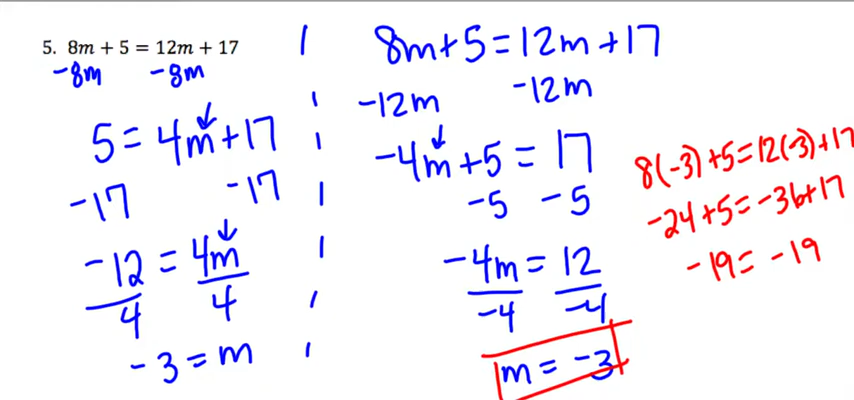 5. 8m + 5 = 12m + 17
-8m -8m
5 = 4m + 17
-17 -17
-12 = 4m
4 4
-3 = m
8m + 5 = 12m + 17
-12m -12m
-4m + 5 = 17
-5 -5
-4m = 12
-4 -4
m = -3
8(-3) + 5 = 12(-3) + 17
-24 + 5 = -36 + 17
-19 = -19